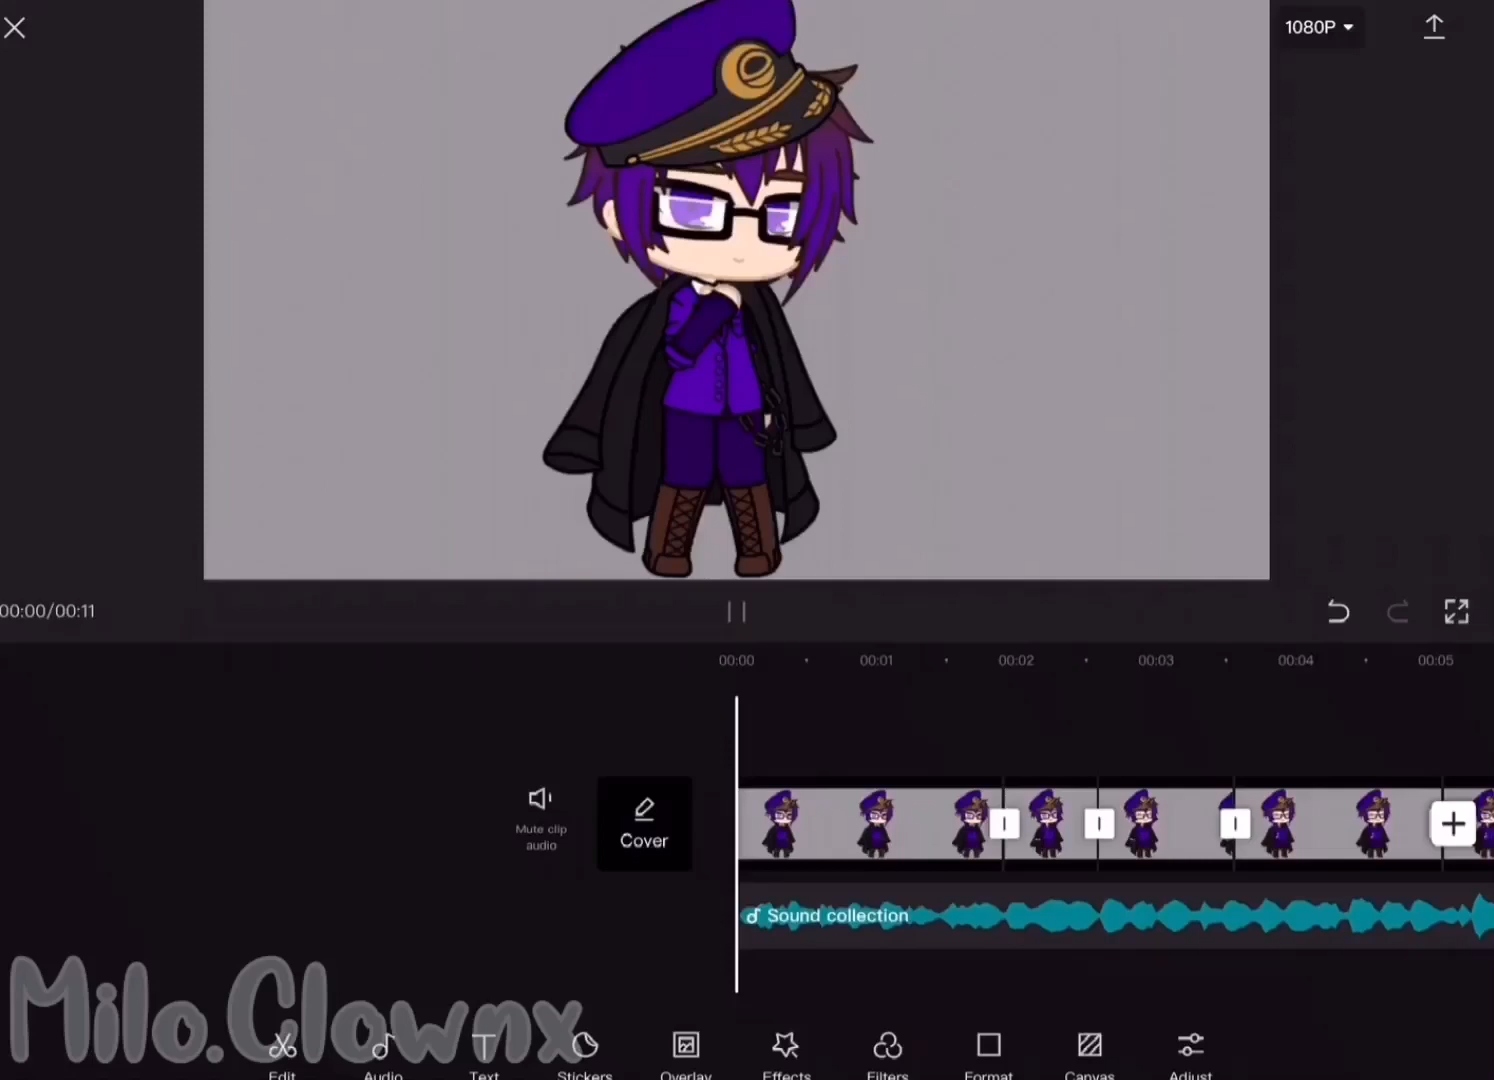 1080P
00:00/00:11
00:00
00:01
00:02
00:03
00:04
00:05
Mute clip
audio
Cover
Sound collection
Milo.Clownx
Edit
Audio
Text
Stickers
Overlay
Effects
Filters
Format
Canvas
Adjust